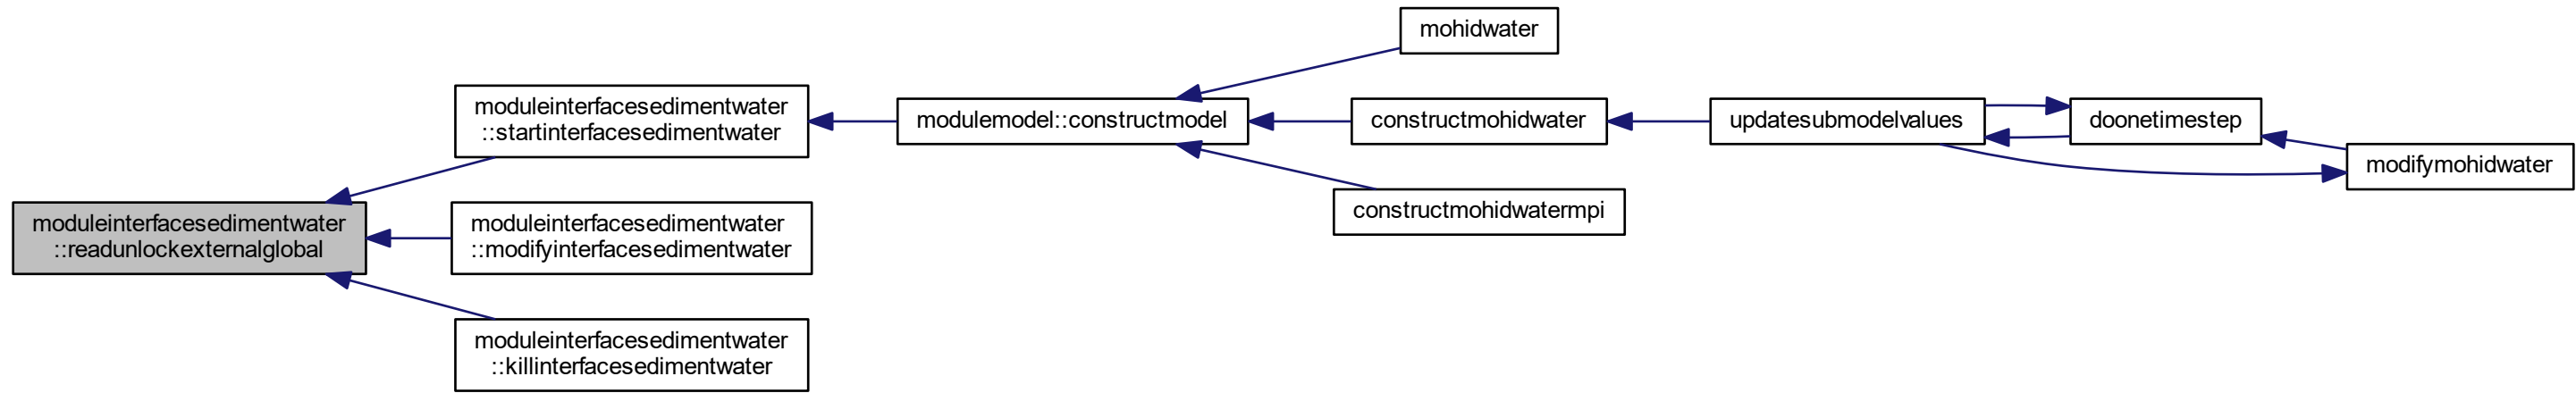 moduleinterfacesedimentwater
::readunlockexternalglobal
moduleinterfacesedimentwater
::startinterfacesedimentwater
moduleinterfacesedimentwater
::modifyinterfacesedimentwater
moduleinterfacesedimentwater
::killinterfacesedimentwater
modulemodel::constructmodel
mohidwater
constructmohidwater
constructmohidwatermpi
updatesubmodelvalues
doonetimestep
modifymohidwater